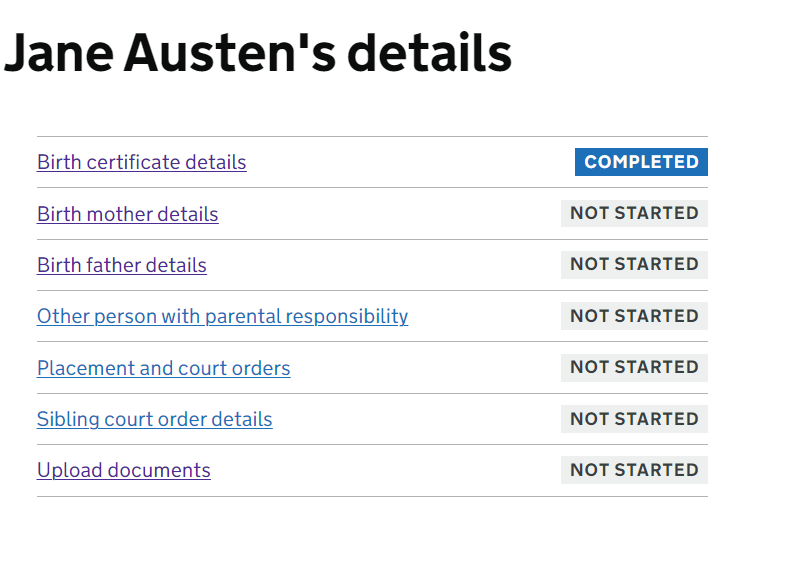 Jane Austen's details
Birth certificate details COMPLETED
Birth mother details NOT STARTED
Birth father details NOT STARTED
Other person with parental responsibility NOT STARTED
Placement and court orders NOT STARTED
Sibling court order details NOT STARTED
Upload documents NOT STARTED